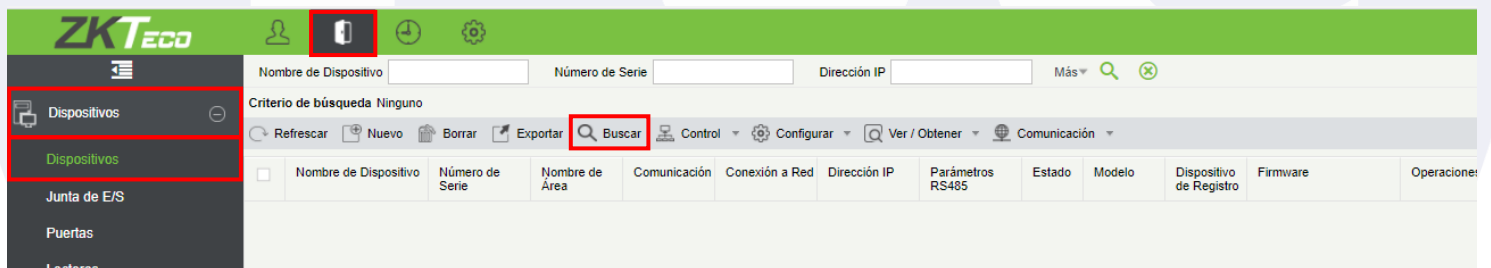 ZKTeco
Nombre de Dispositivo Número de Serie Dirección IP Más
Dispositivos
Criterio de búsqueda Ninguno
Refrescar Nuevo Borrar Exportar Buscar Control Configurar Ver / Obtener Comunicación
Dispositivos
Nombre de Dispositivo Número de Serie Nombre de Área Comunicación Conexión a Red Dirección IP Parámetros RS485 Estado Modelo Dispositivo de Registro Firmware Operaciones
Junta de E/S
Puertas